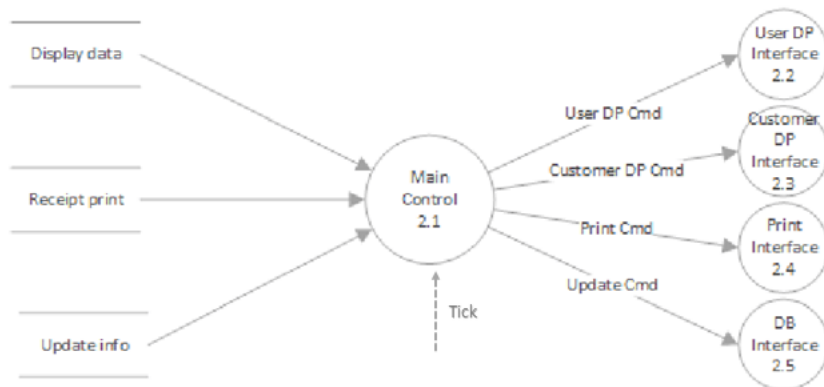 Display data
Receipt print
Update info
Main
Control
2.1
Tick
User DP Cmd
Customer DP Cmd
Print Cmd
Update Cmd
User DP
Interface
2.2
Customer
DP
Interface
2.3
Print
Interface
2.4
DB
Interface
2.5